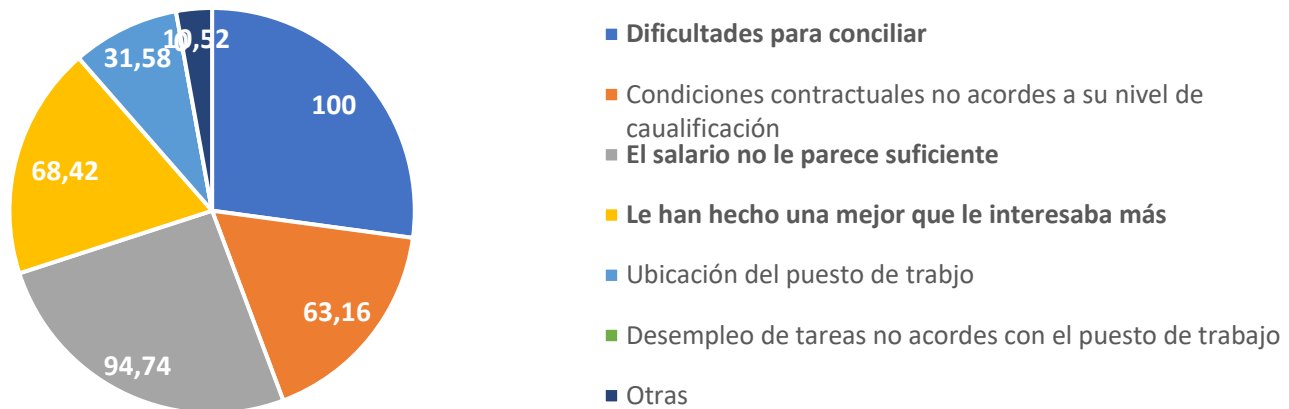 10,52
0
31,58
100
68,42
63,16
94,74
Dificultades para conciliar
Condiciones contractuales no acordes a su nivel de
caualificación
El salario no le parece suficiente
Le han hecho una mejor que le interesaba más
Ubicación del puesto de trabjo
Desempleo de tareas no acordes con el puesto de trabajo
Otras